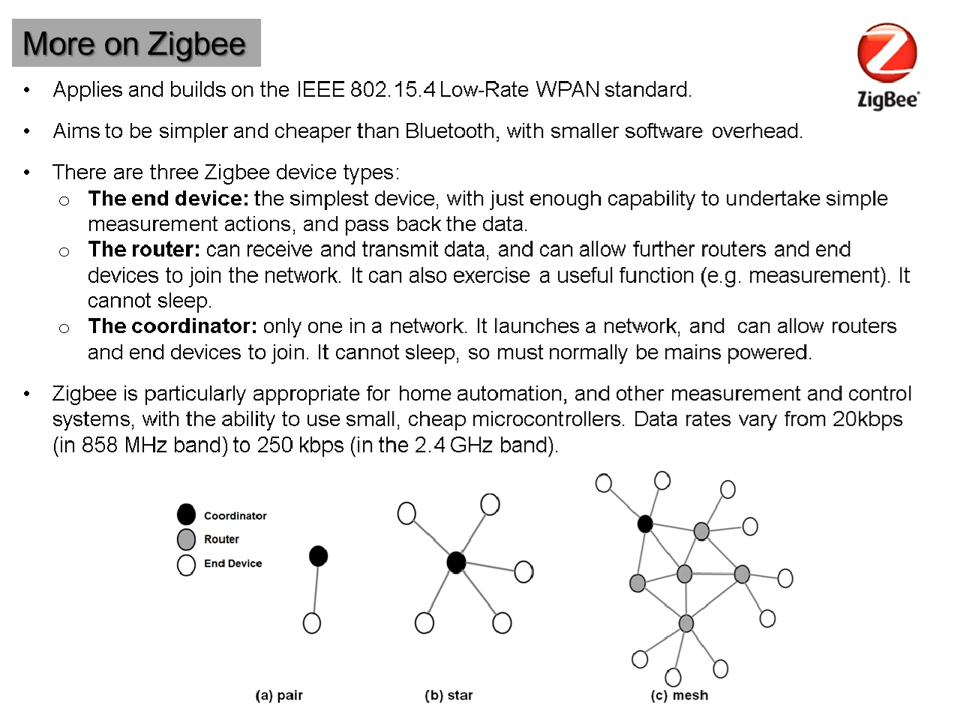 More on Zigbee
ZigBee®
• Applies and builds on the IEEE 802.15.4 Low-Rate WPAN standard.
• Aims to be simpler and cheaper than Bluetooth, with smaller software overhead.
• There are three Zigbee device types:
o The end device: the simplest device, with just enough capability to undertake simple
measurement actions, and pass back the data.
o The router: can receive and transmit data, and can allow further routers and end
devices to join the network. It can also exercise a useful function (e.g. measurement). It
cannot sleep.
o The coordinator: only one in a network. It launches a network, and can allow routers
and end devices to join. It cannot sleep, so must normally be mains powered.
• Zigbee is particularly appropriate for home automation, and other measurement and control
systems, with the ability to use small, cheap microcontrollers. Data rates vary from 20kbps
(in 858 MHz band) to 250 kbps (in the 2.4 GHz band).
Coordinator
Router
End Device
(a) pair
(b) star
(c) mesh